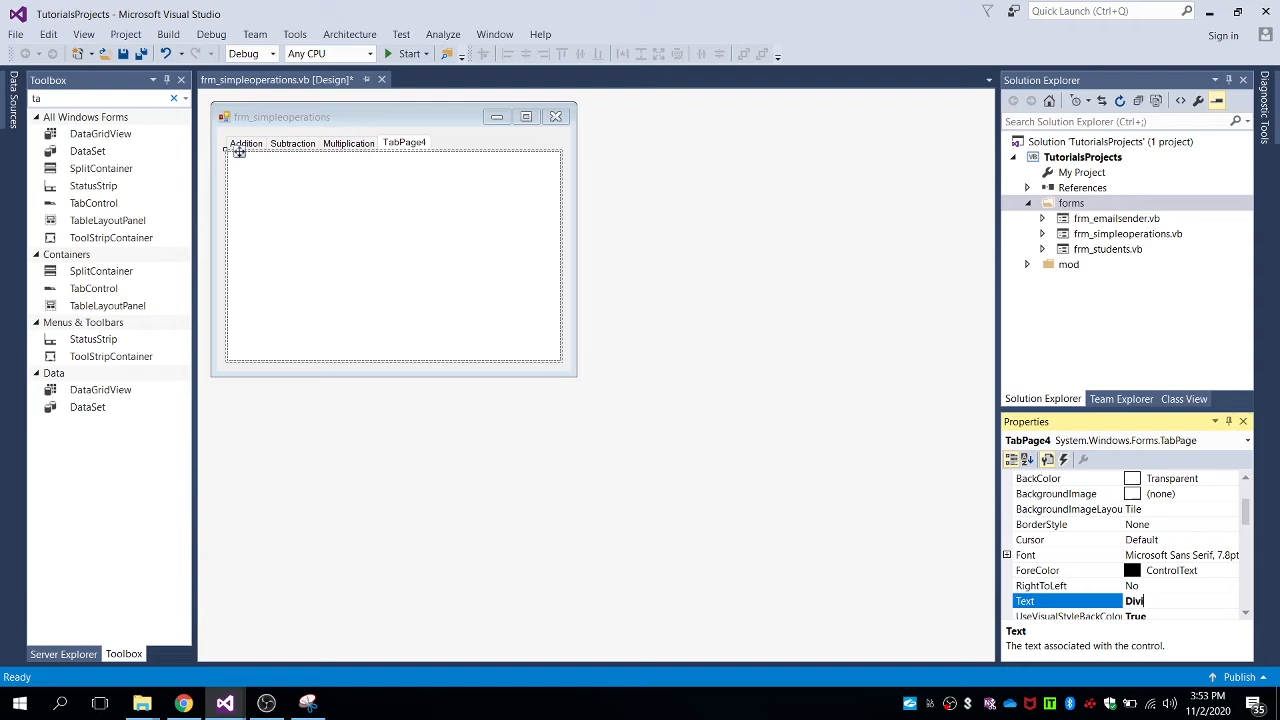 TutorialsProjects - Microsoft Visual Studio
Quick Launch (Ctrl+Q)
File Edit View Project Build Debug Team Tools Architecture Test Analyze Window Help
Sign in
Debug Any CPU Start
Data Sources
Toolbox
ta
All Windows Forms
DataGridView
DataSet
SplitContainer
StatusStrip
TabControl
TableLayoutPanel
ToolStripContainer
Containers
SplitContainer
TabControl
TableLayoutPanel
Menus & Toolbars
StatusStrip
ToolStripContainer
Data
DataGridView
DataSet
Server Explorer Toolbox
frm_simpleoperations.vb [Design]*
frm_simpleoperations
Addition Subtraction Multiplication TabPage4
Solution Explorer
Search Solution Explorer (Ctrl+;)
Solution 'TutorialsProjects' (1 project)
VB TutorialsProjects
My Project
References
forms
frm_emailsender.vb
frm_simpleoperations.vb
frm_students.vb
mod
Solution Explorer Team Explorer Class View
Diagnostic Tools
Properties
TabPage4 System.Windows.Forms.TabPage
BackColor Transparent
BackgroundImage (none)
BackgroundImageLayou Tile
BorderStyle None
Cursor Default
Font Microsoft Sans Serif, 7.8pt
ForeColor ControlText
RightToLeft No
Text Divi
UseVisualStyleBackColo True
Text
The text associated with the control.
Ready
Publish
3:53 PM
11/2/2020
35